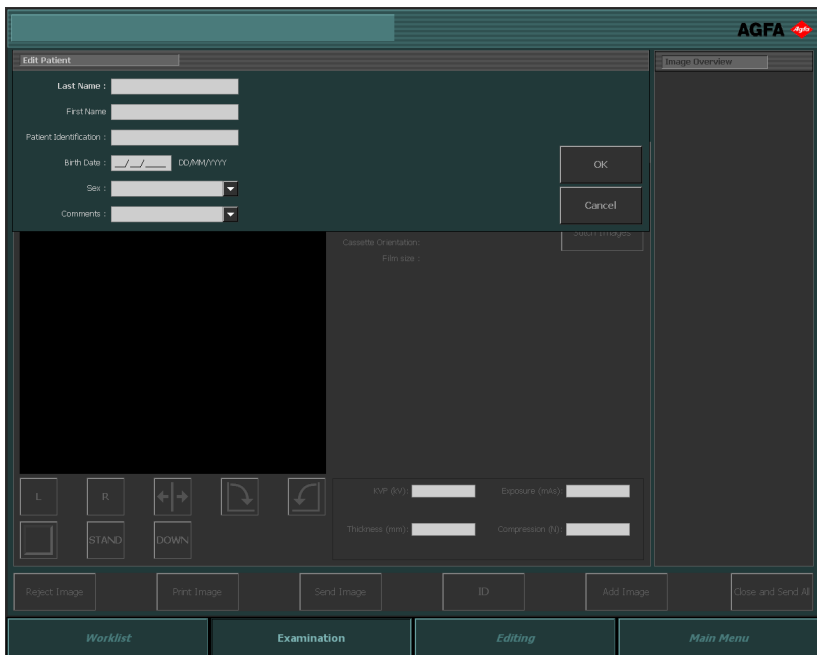 AGFA Agfa
Edit Patient
Image Overview
Last Name :
First Name
Patient Identification :
Birth Date : __/__/____ DD/MM/YYYY
OK
Sex :
Cancel
Comments :
Stitch Images
Cassette Orientation:
Film size :
L R
KVP (kV): Exposure (mAs):
STAND DOWN
Thickness (mm): Compression (N):
Reject Image Print Image Send Image ID Add Image Close and Send All
Worklist Examination Editing Main Menu